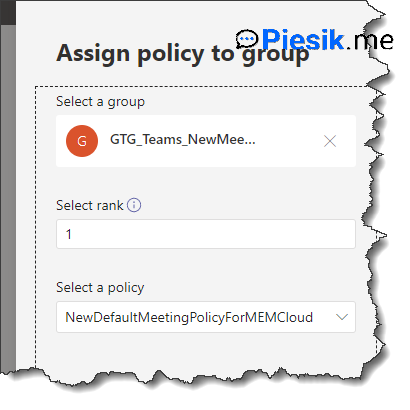 Piesik.me
Assign policy to group
Select a group
G
GTG_Teams_NewMee...
Select rank
1
Select a policy
NewDefaultMeetingPolicyForMEMCloud